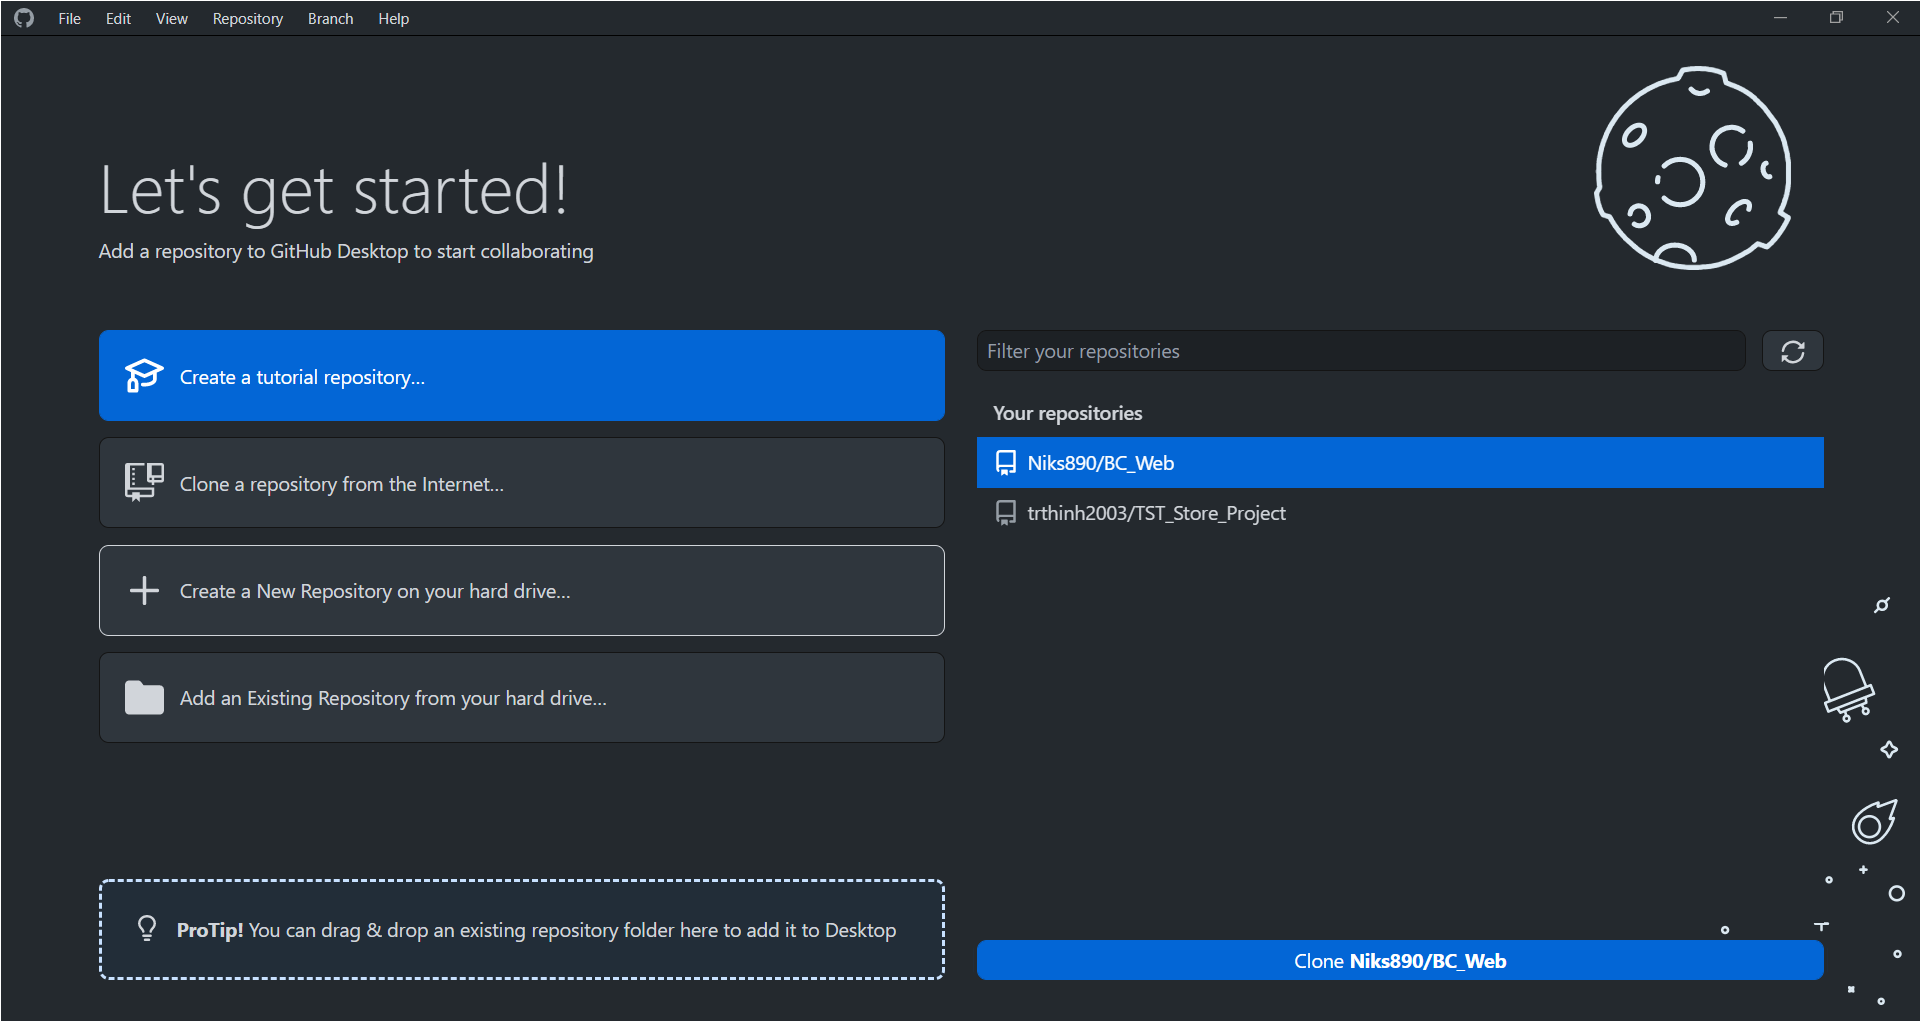 File Edit View Repository Branch Help
Let's get started!
Add a repository to GitHub Desktop to start collaborating
Create a tutorial repository...
Clone a repository from the Internet...
Create a New Repository on your hard drive...
Add an Existing Repository from your hard drive...
ProTip! You can drag & drop an existing repository folder here to add it to Desktop
Filter your repositories
Your repositories
Niks890/BC_Web
trthinh2003/TST_Store_Project
Clone Niks890/BC_Web